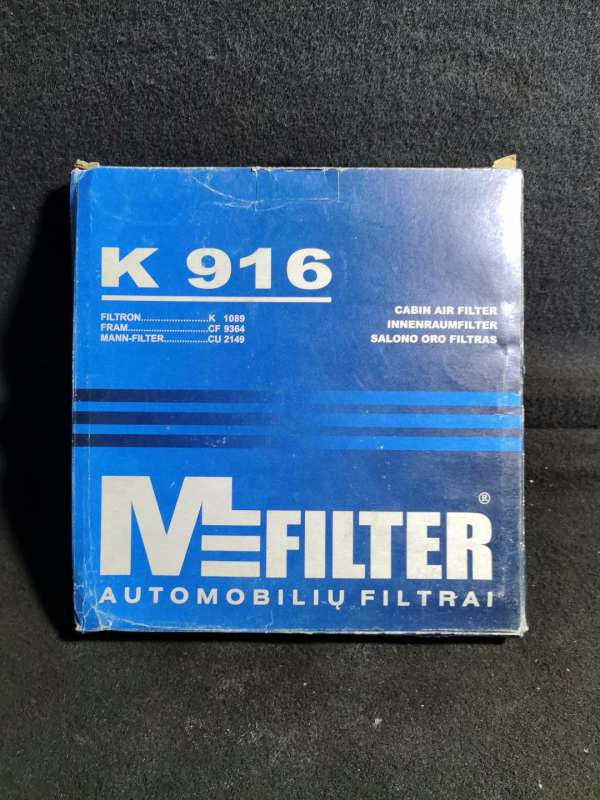 K 916
FILTRON........................K 1089
FRAM............................CF 9364
MANN-FILTER................CU 2149
CABIN AIR FILTER
INNENRAUMFILTER
SALONO ORO FILTRAS
MFILTER®
AUTOMOBILIŲ FILTRAI